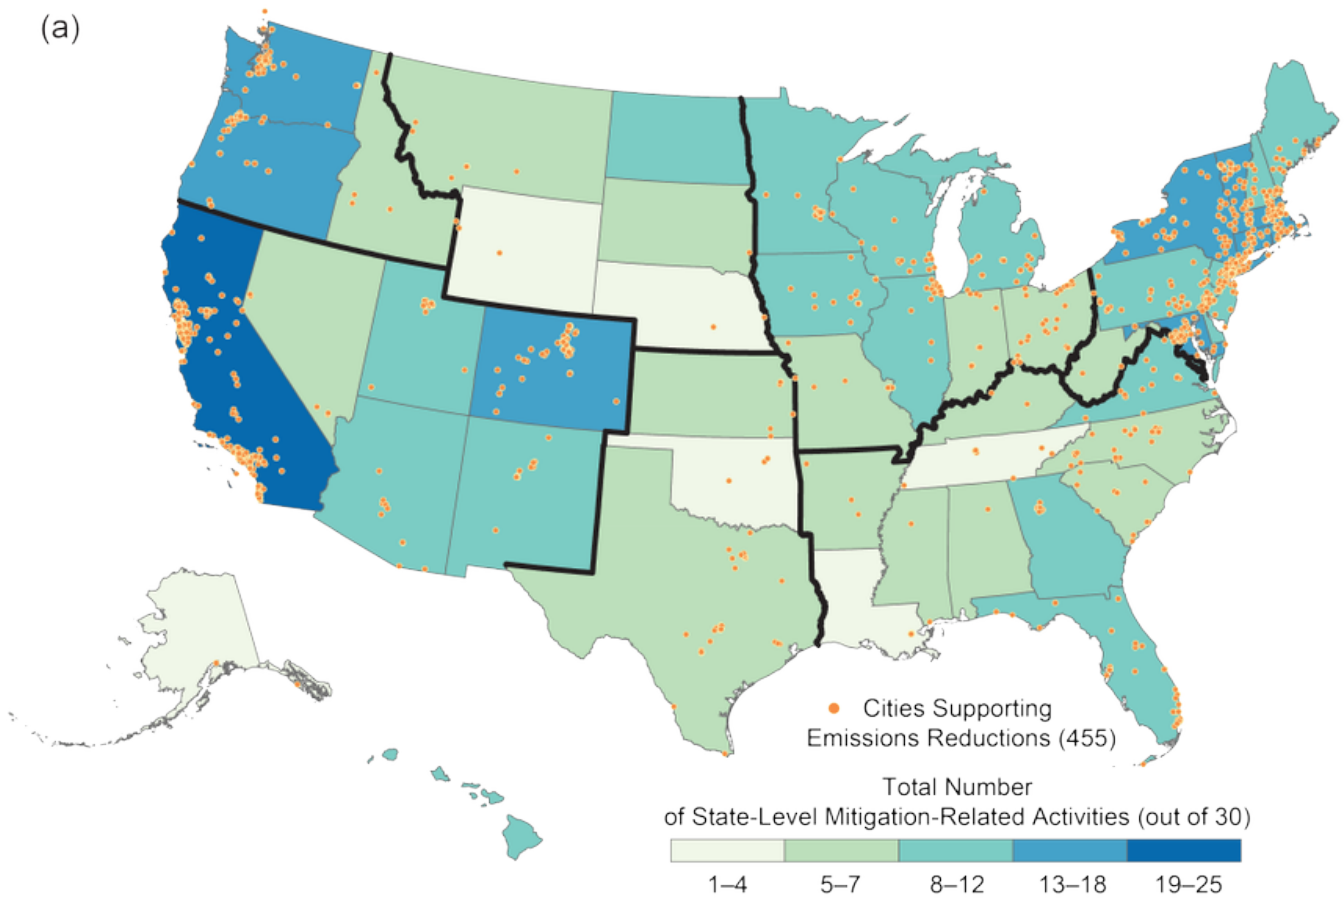 (a)
Cities Supporting
Emissions Reductions (455)
Total Number
of State-Level Mitigation-Related Activities (out of 30)
1–4
5–7
8–12
13–18
19–25